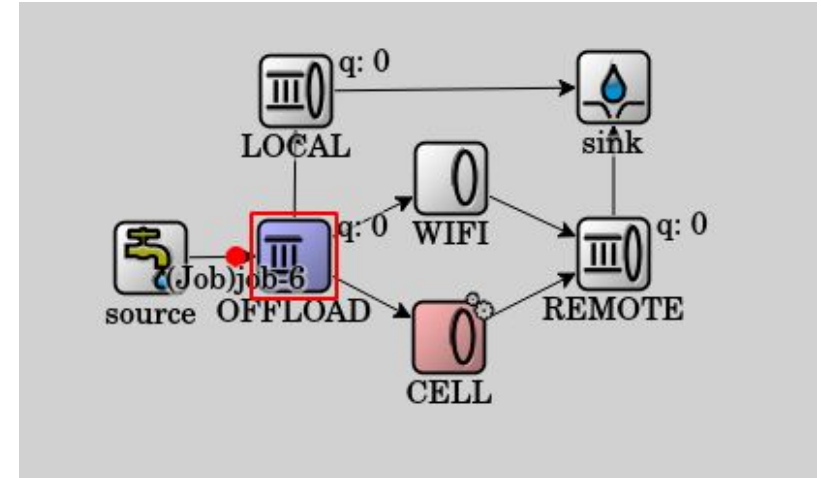 q: 0
LOCAL
sink
q: 0
WIFI
q: 0
(Job)job-6
source
OFFLOAD
REMOTE
CELL